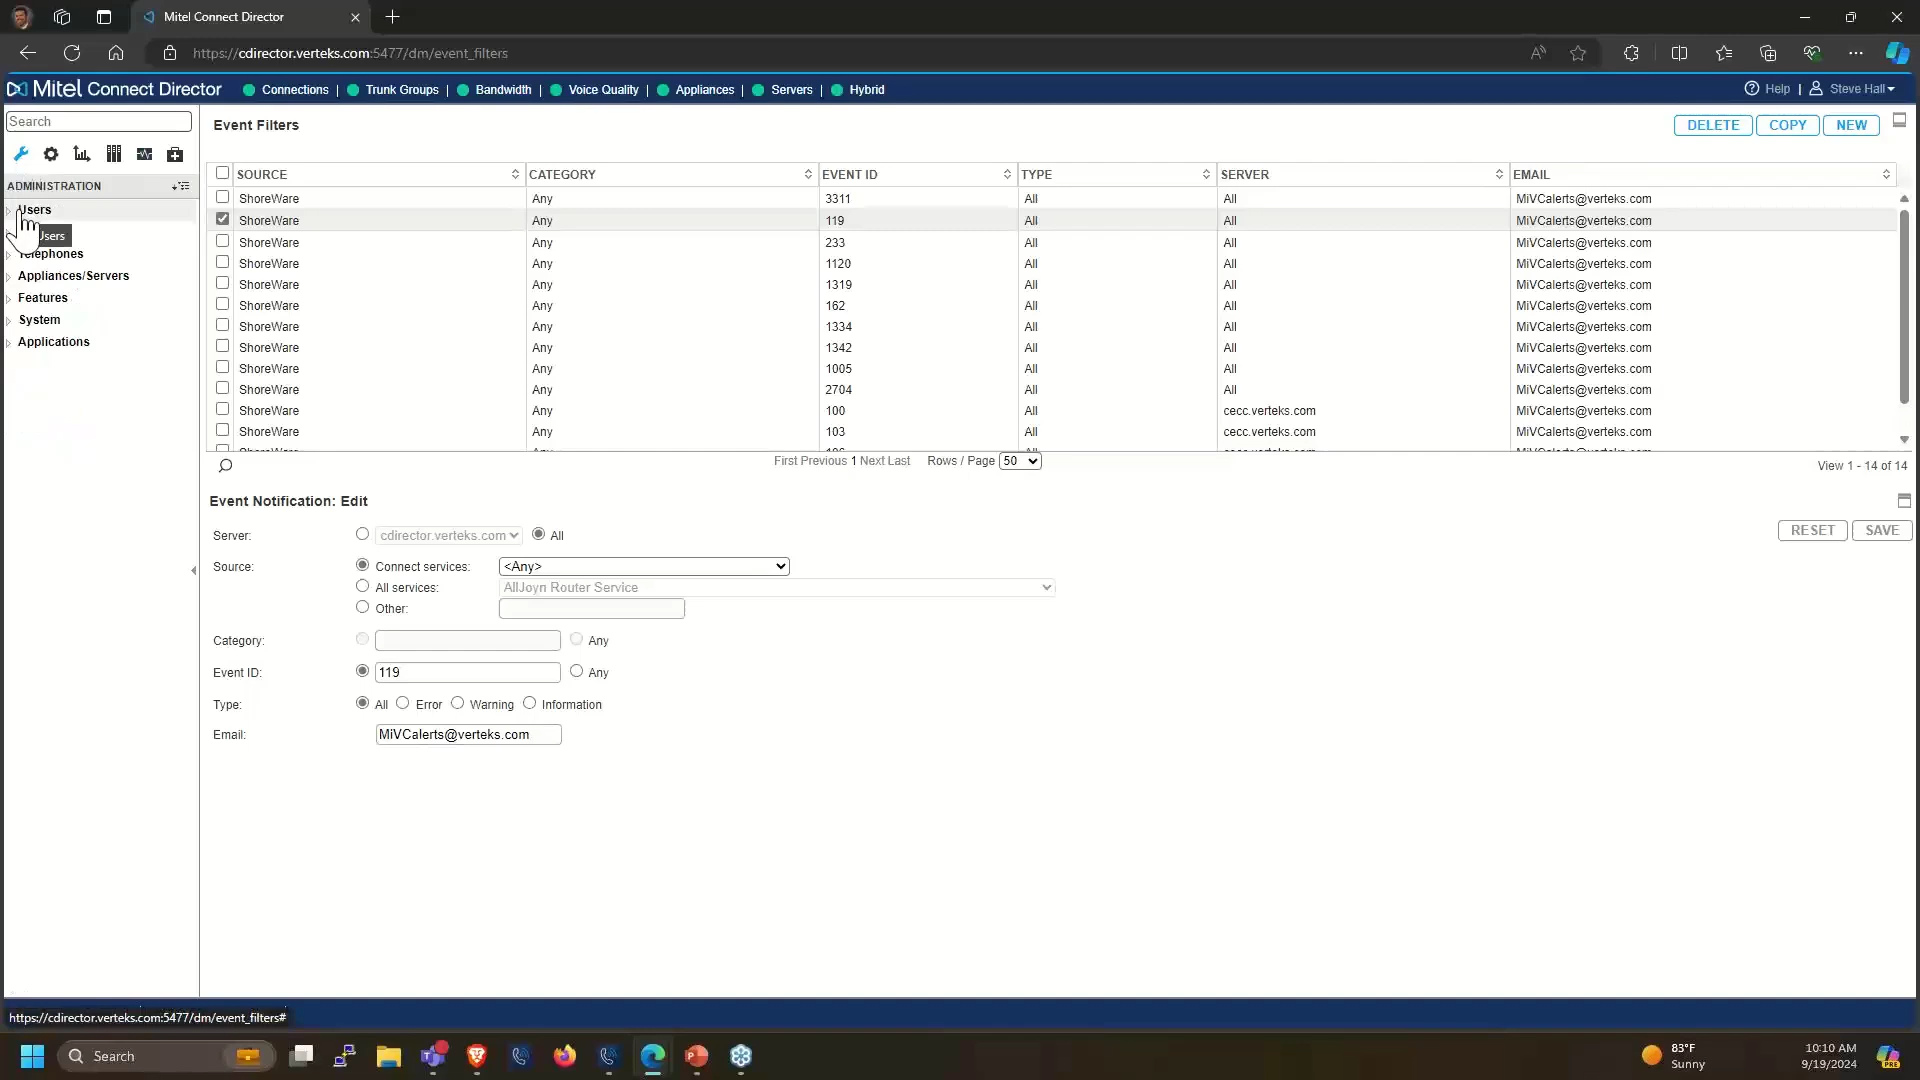 Mitel Connect Director
https://cdirector.verteks.com:5477/dm/event_filters
Mitel Connect Director Connections | Trunk Groups | Bandwidth | Voice Quality | Appliances | Servers | Hybrid Help | Steve Hall
Search
Event Filters
DELETE COPY NEW
ADMINISTRATION
Users
Users
Telephones
Appliances/Servers
Features
System
Applications
SOURCE CATEGORY EVENT ID TYPE SERVER EMAIL
ShoreWare Any 3311 All All MiVCalerts@verteks.com
ShoreWare Any 119 All All MiVCalerts@verteks.com
ShoreWare Any 233 All All MiVCalerts@verteks.com
ShoreWare Any 1120 All All MiVCalerts@verteks.com
ShoreWare Any 1319 All All MiVCalerts@verteks.com
ShoreWare Any 162 All All MiVCalerts@verteks.com
ShoreWare Any 1334 All All MiVCalerts@verteks.com
ShoreWare Any 1342 All All MiVCalerts@verteks.com
ShoreWare Any 1005 All All MiVCalerts@verteks.com
ShoreWare Any 2704 All All MiVCalerts@verteks.com
ShoreWare Any 100 All cecc.verteks.com MiVCalerts@verteks.com
ShoreWare Any 103 All cecc.verteks.com MiVCalerts@verteks.com
First Previous 1 Next Last Rows / Page 50
View 1 - 14 of 14
Event Notification: Edit
RESET SAVE
Server: cdirector.verteks.com All
Source: Connect services: <Any>
All services: AllJoyn Router Service
Other:
Category: Any
Event ID: 119 Any
Type: All Error Warning Information
Email: MiVCalerts@verteks.com
https://cdirector.verteks.com:5477/dm/event_filters#
Search
83°F
Sunny
10:10 AM
9/19/2024